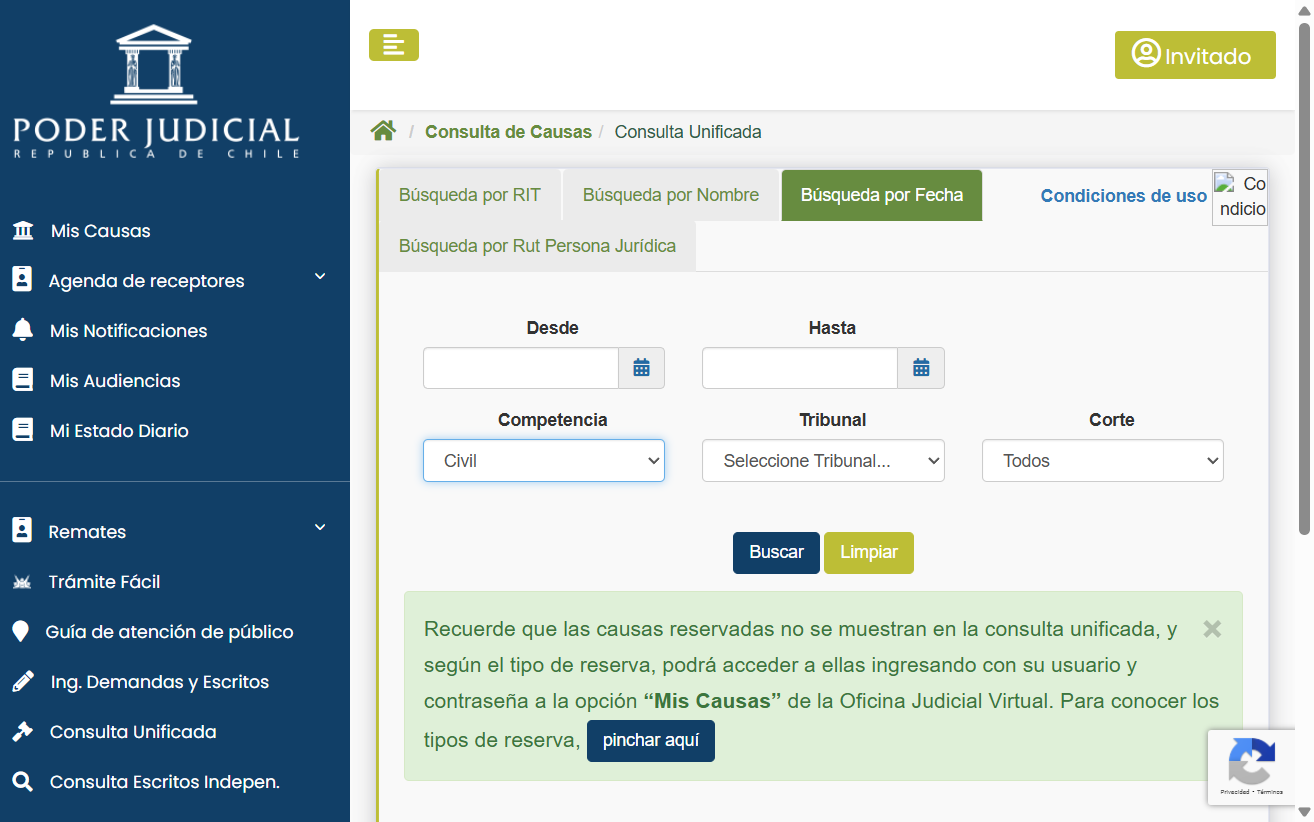 PODER JUDICIAL
REPUBLICA DE CHILE
Mis Causas
Agenda de receptores
Mis Notificaciones
Mis Audiencias
Mi Estado Diario
Remates
Trámite Fácil
Guía de atención de público
Ing. Demandas y Escritos
Consulta Unificada
Consulta Escritos Indepen.
Invitado
/ Consulta de Causas / Consulta Unificada
Búsqueda por RIT
Búsqueda por Nombre
Búsqueda por Fecha
Condiciones de uso
Co
ndicio
Búsqueda por Rut Persona Jurídica
Desde
Hasta
Competencia
Tribunal
Corte
Civil
Seleccione Tribunal...
Todos
Buscar
Limpiar
Recuerde que las causas reservadas no se muestran en la consulta unificada, y
según el tipo de reserva, podrá acceder a ellas ingresando con su usuario y
contraseña a la opción “Mis Causas” de la Oficina Judicial Virtual. Para conocer los
tipos de reserva, pinchar aquí
×
Privacidad • Términos